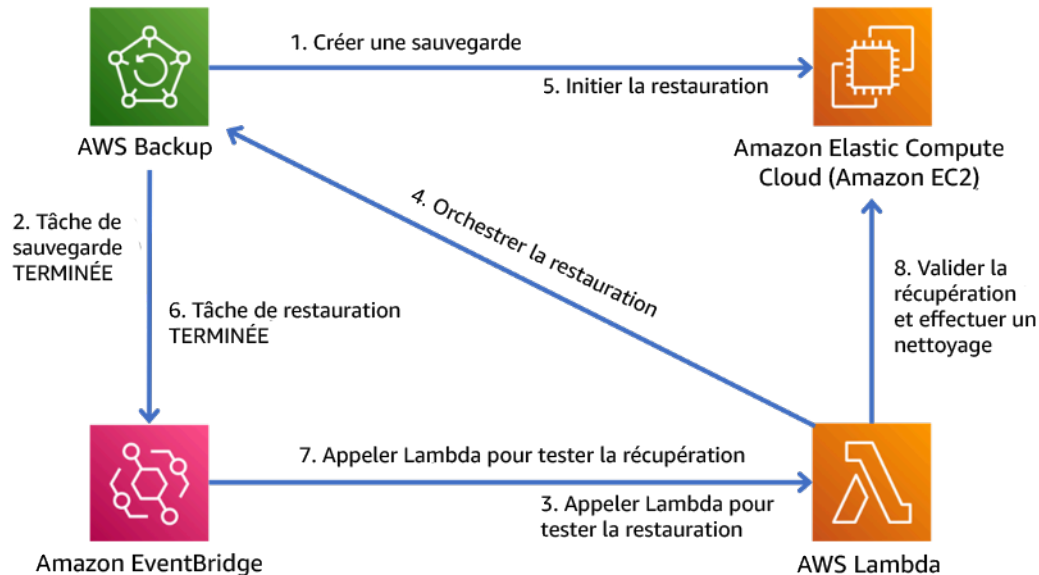 1. Créer une sauvegarde
5. Initier la restauration
AWS Backup
Amazon Elastic Compute
Cloud (Amazon EC2)
2. Tâche de
sauvegarde
TERMINÉE
4. Orchestrer la restauration
6. Tâche de restauration
TERMINÉE
8. Valider la
récupération
et effectuer un
nettoyage
7. Appeler Lambda pour tester la récupération
3. Appeler Lambda pour
tester la restauration
Amazon EventBridge
AWS Lambda